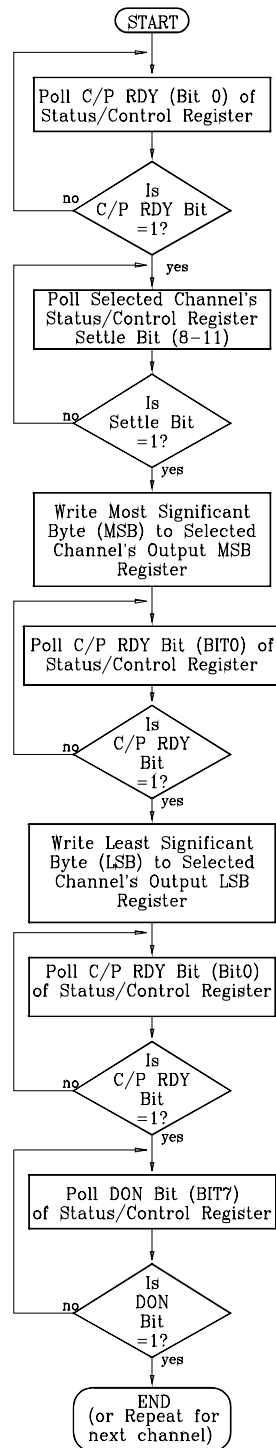 START
Poll C/P RDY (Bit 0) of
Status/Control Register
Is
C/P RDY Bit
=1?
no
yes
Poll Selected Channel's
Status/Control Register
Settle Bit (8-11)
Is
Settle Bit
=1?
no
yes
Write Most Significant
Byte (MSB) to Selected
Channel's Output MSB
Register
Poll C/P RDY Bit (BIT0) of
Status/Control Register
Is
C/P RDY
Bit
=1?
no
yes
Write Least Significant
Byte (LSB) to Selected
Channel's Output LSB
Register
Poll C/P RDY Bit (Bit0)
of Status/Control Register
Is
C/P RDY
Bit
=1?
no
yes
Poll DON Bit (BIT7)
of Status/Control Register
Is
DON
Bit
=1?
no
yes
END
(or Repeat for
next channel)